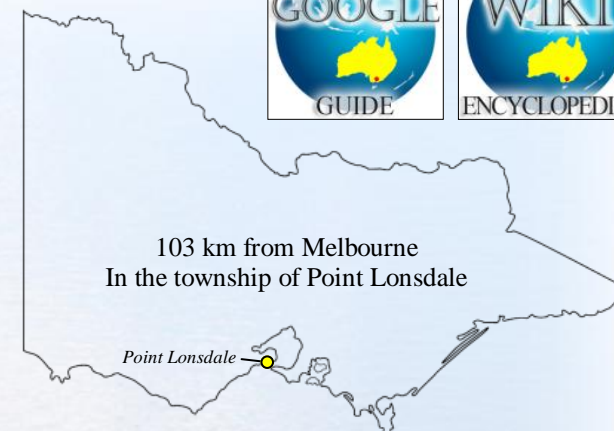 GOOGLE
GUIDE
WIKI
ENCYCLOPEDI
103 km from Melbourne
In the township of Point Lonsdale
Point Lonsdale